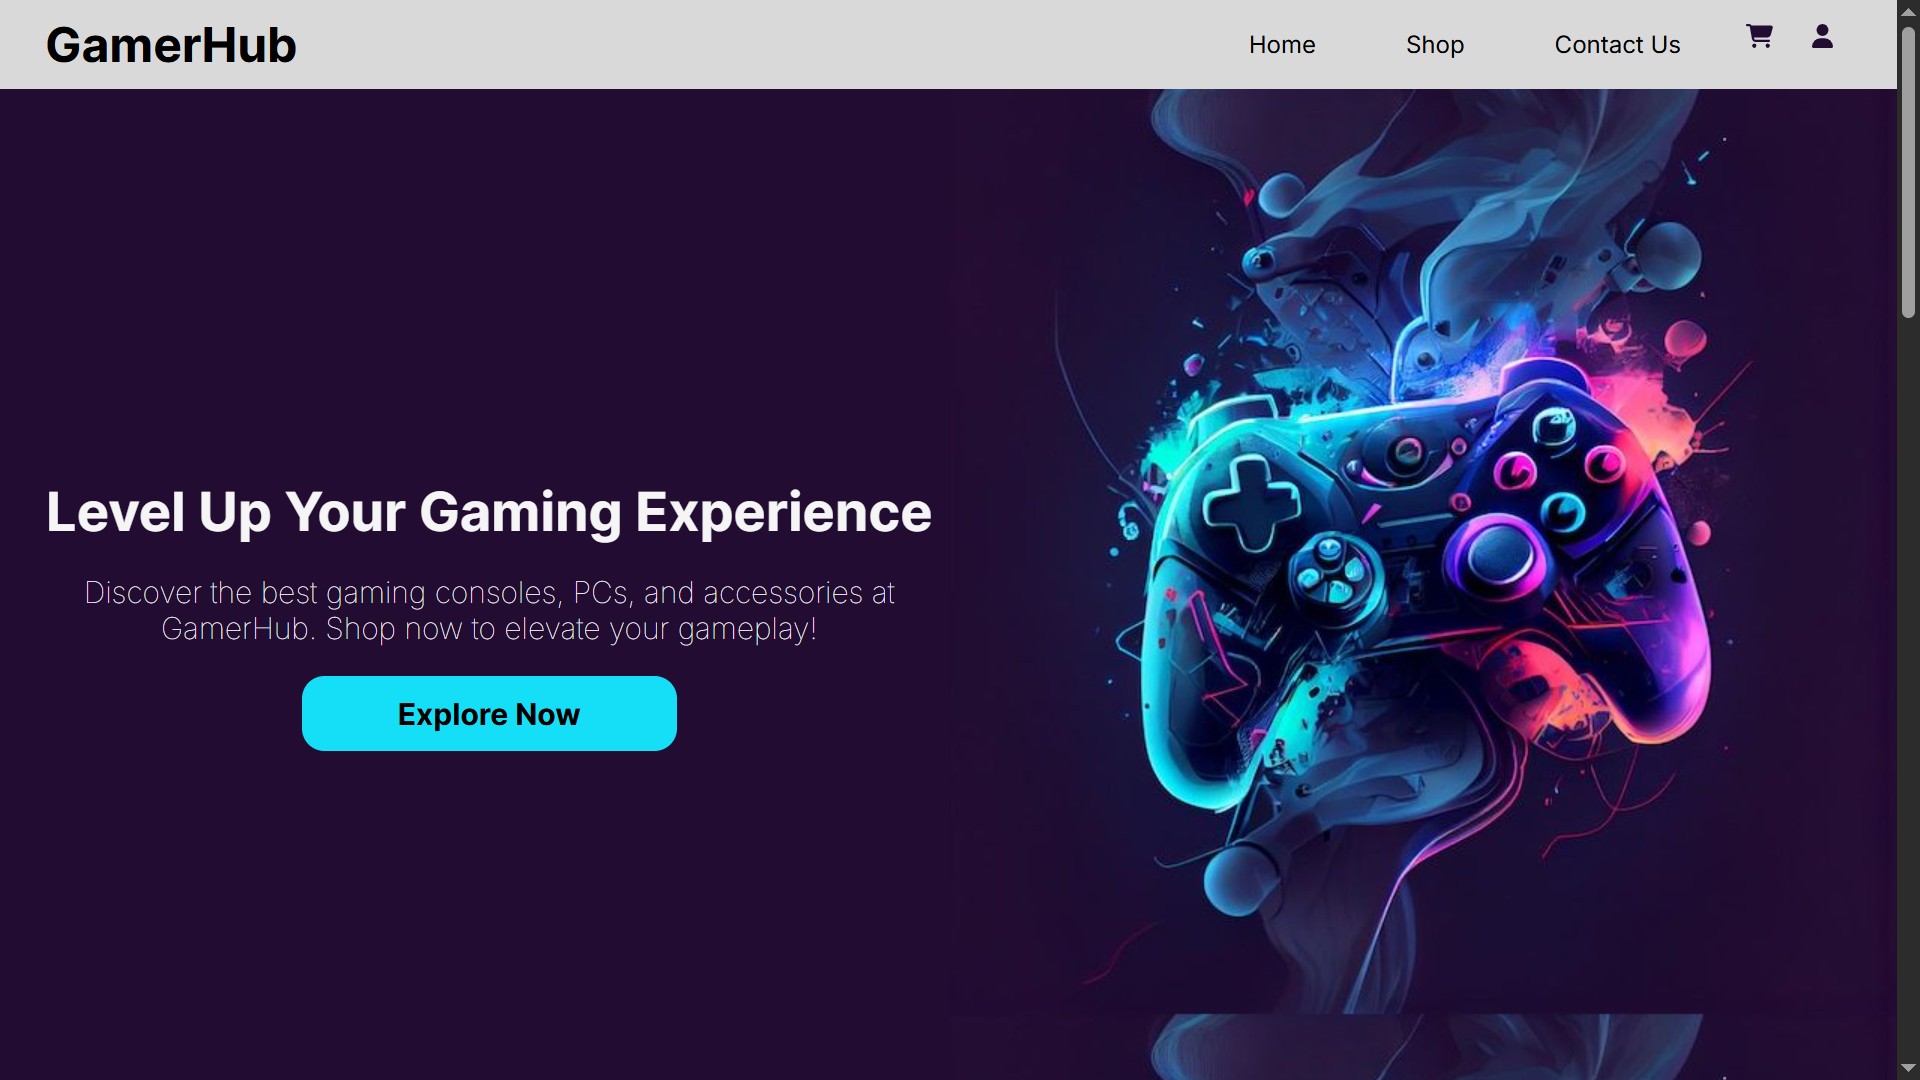 GamerHub
Home
Shop
Contact Us
Level Up Your Gaming Experience
Discover the best gaming consoles, PCs, and accessories at
GamerHub. Shop now to elevate your gameplay!
Explore Now